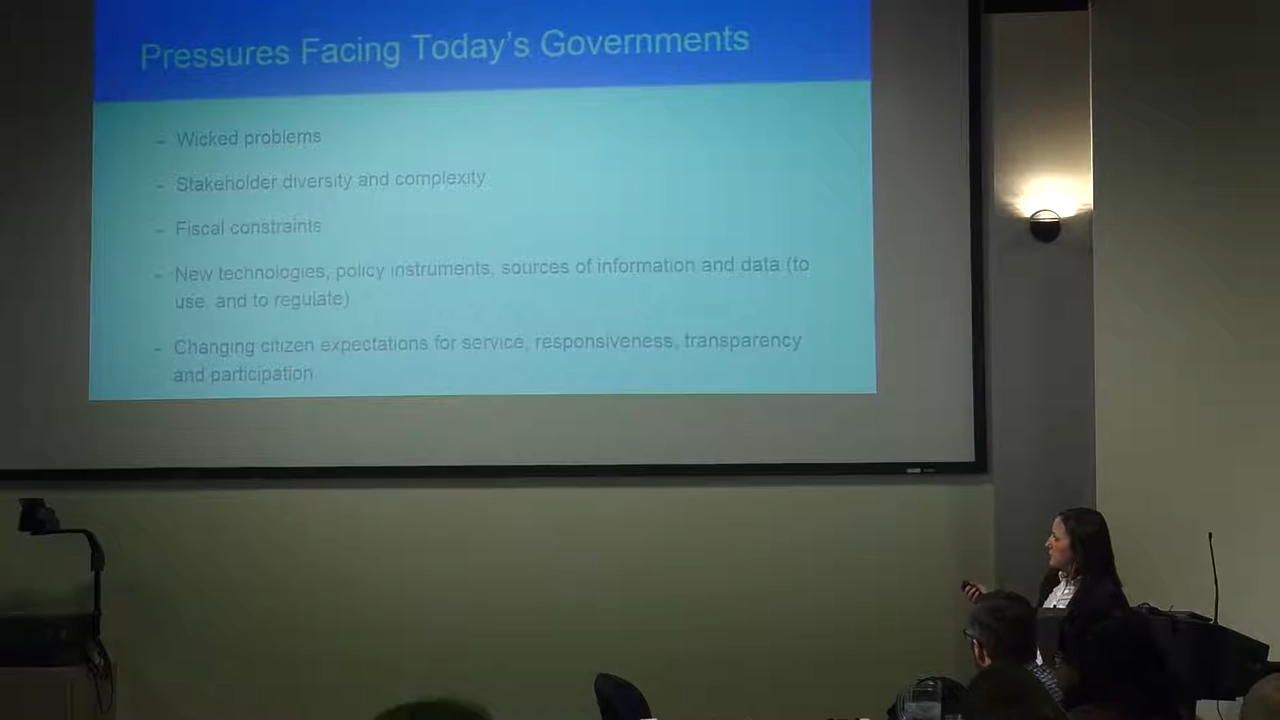 Pressures Facing Today's Governments
- Wicked problems
- Stakeholder diversity and complexity
- Fiscal constraints
- New technologies, policy instruments, sources of information and data (to
use, and to regulate)
- Changing citizen expectations for service, responsiveness, transparency
and participation